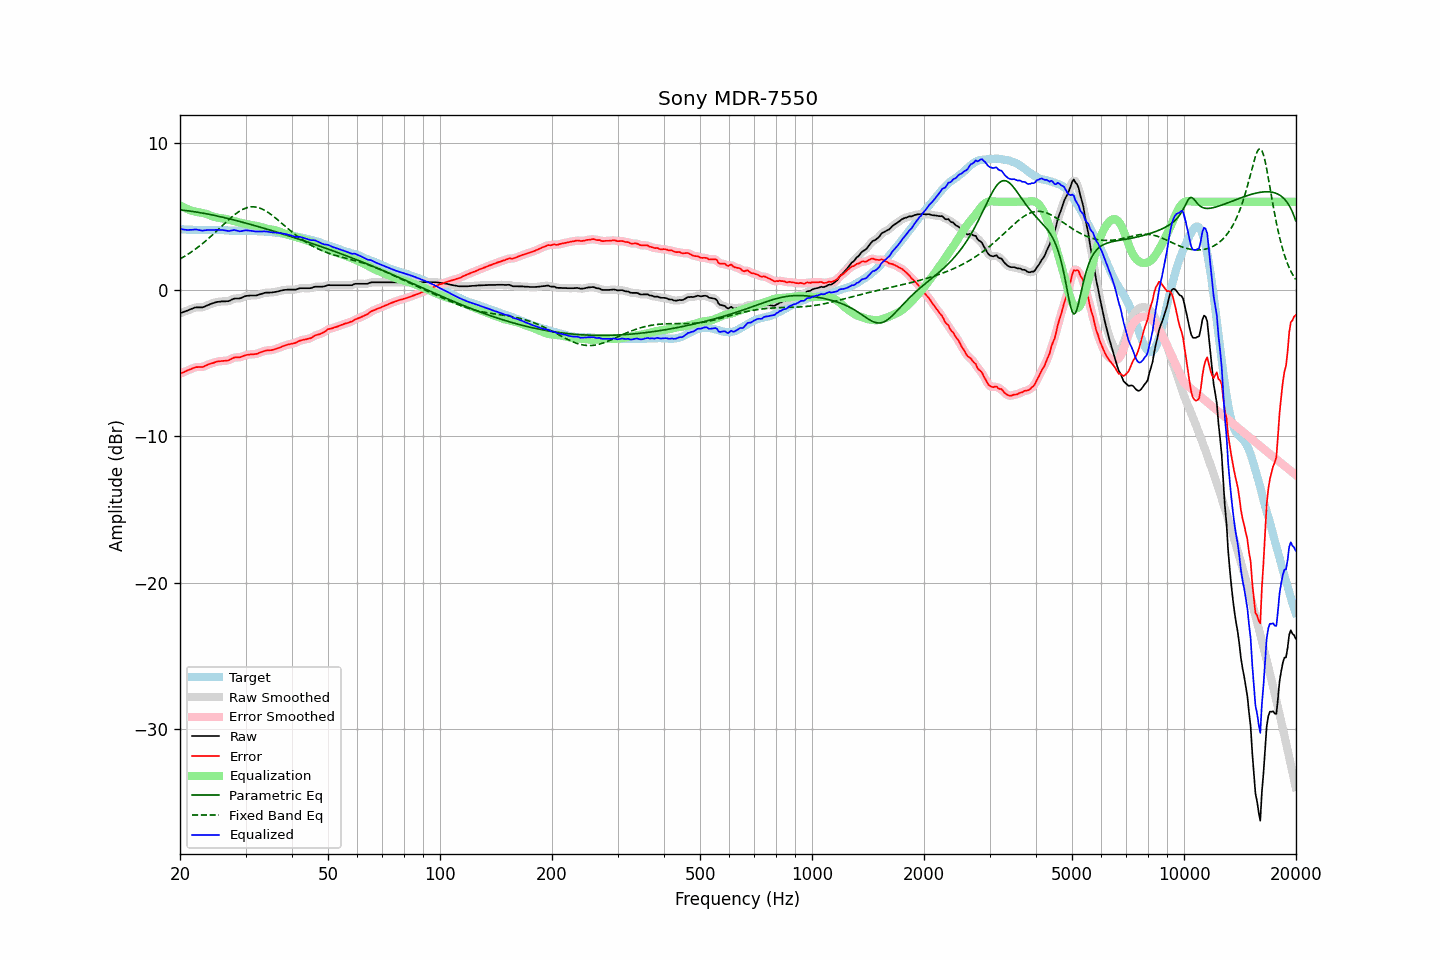 Sony MDR-7550
Amplitude (dBr)
10
0
−10
−20
−30
Target
Raw Smoothed
Error Smoothed
Raw
Error
Equalization
Parametric Eq
Fixed Band Eq
Equalized
20 50 100 200 500 1000 2000 5000 10000 20000
Frequency (Hz)